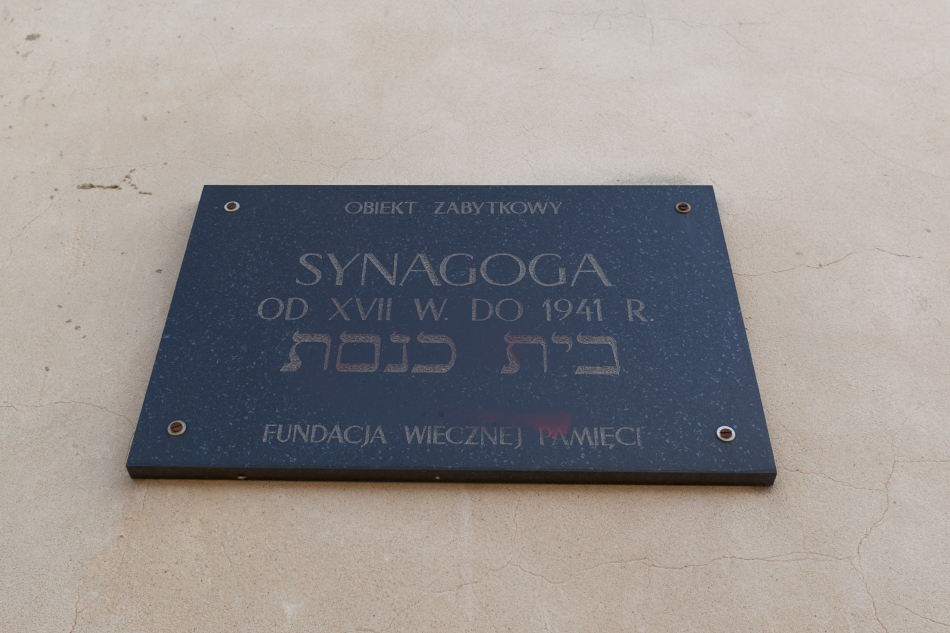 OBIEKT ZABYTKOWY
SYNAGOGA
OD XVII W. DO 1941 R.
בית כנסת
FUNDACJA WIECZNEJ PAMIĘCI